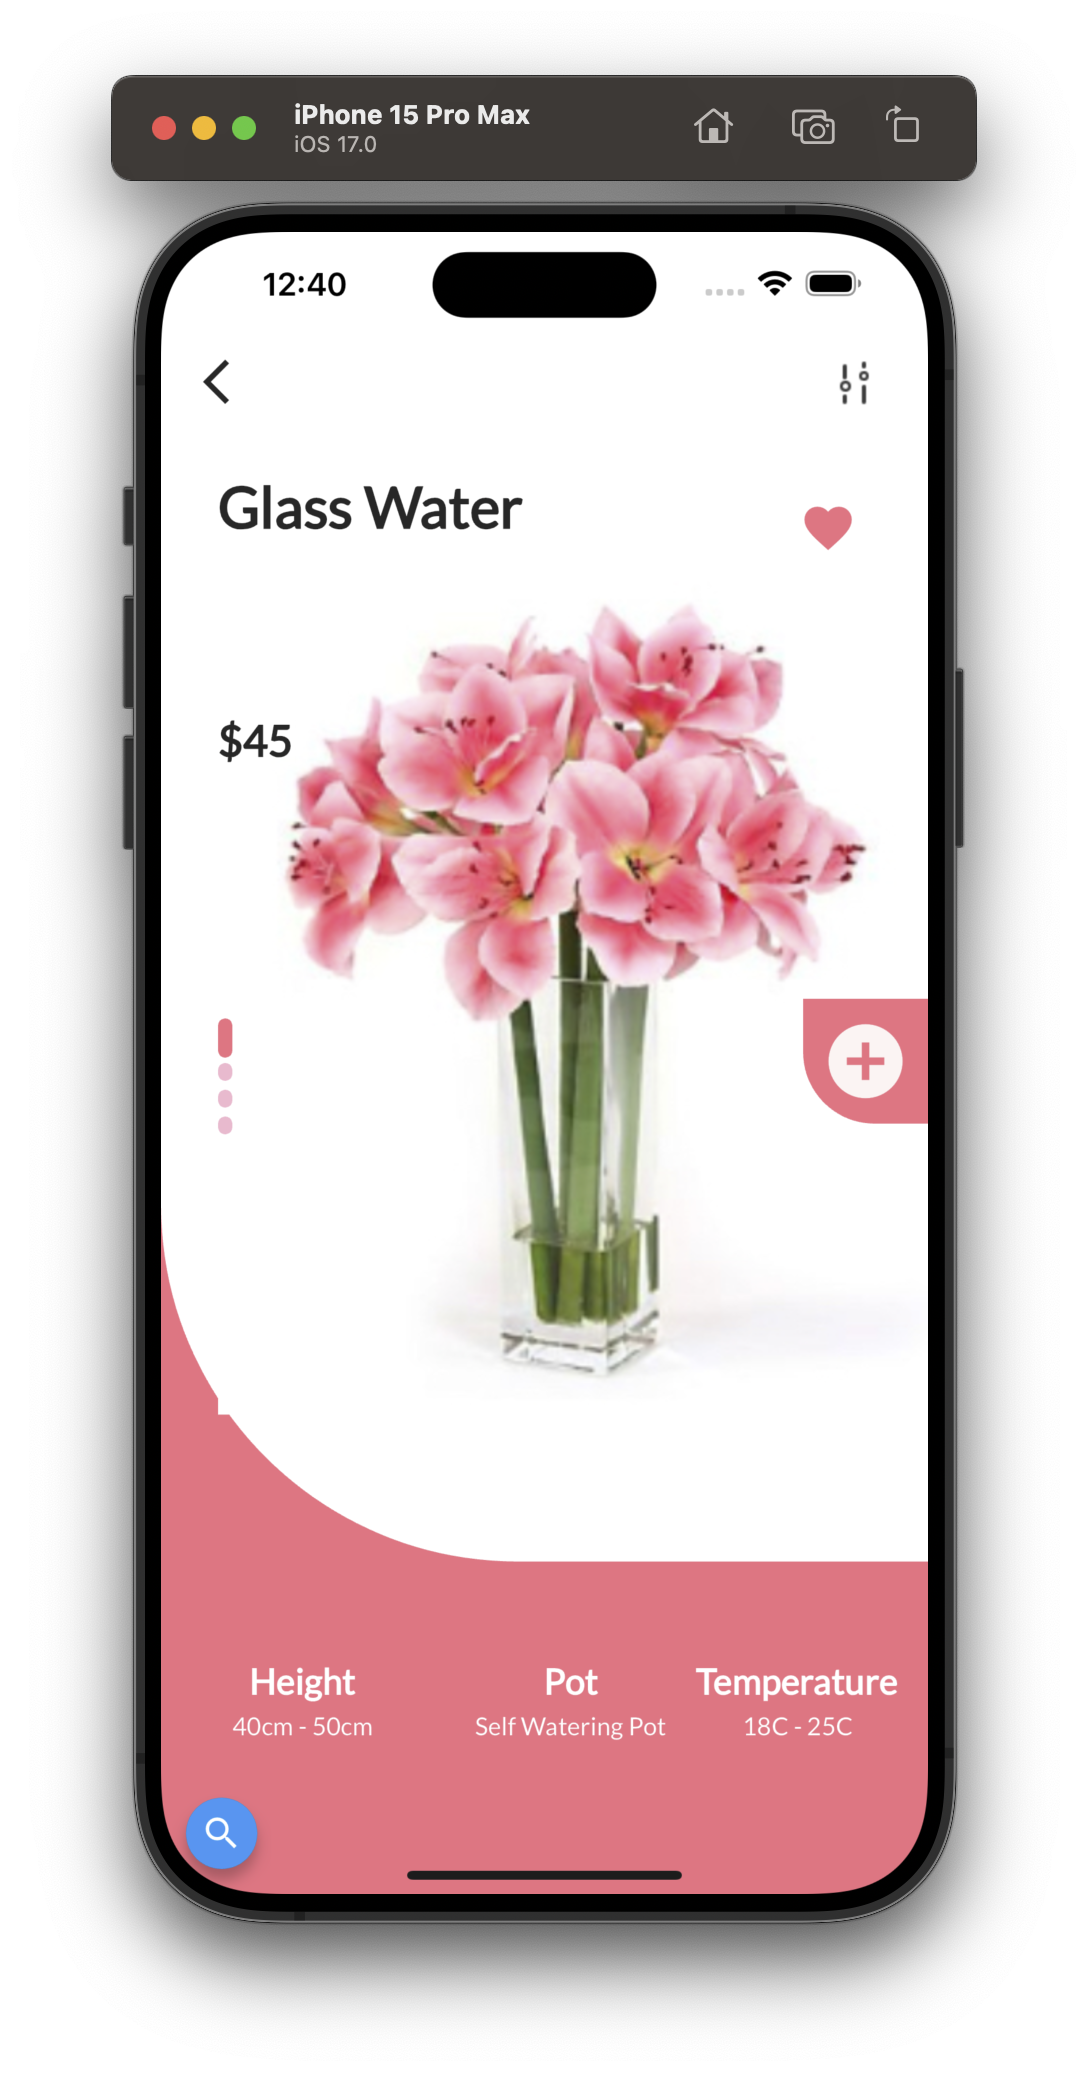 iPhone 15 Pro Max
iOS 17.0
12:40
Glass Water
$45
Height
40cm - 50cm
Pot
Self Watering Pot
Temperature
18C - 25C